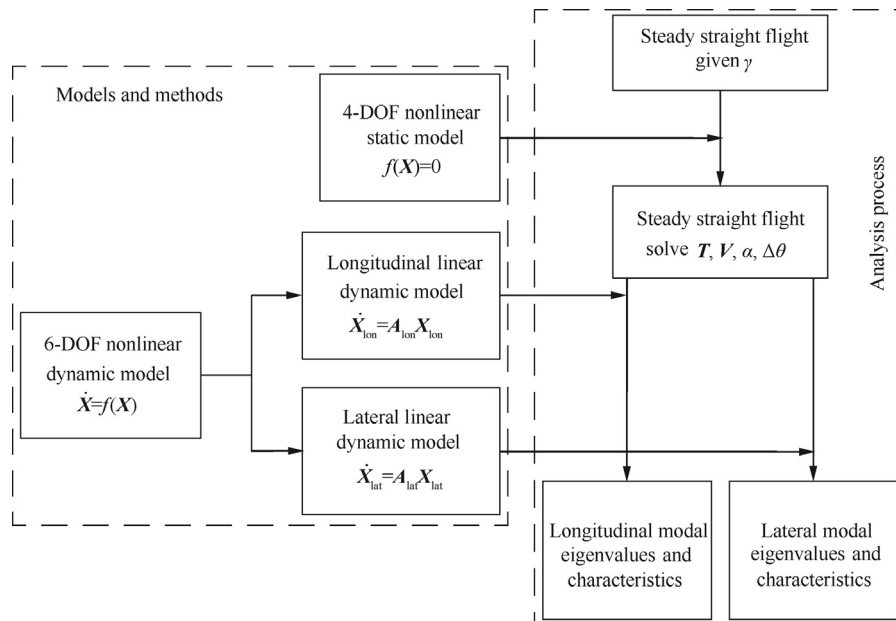 Models and methods
4-DOF nonlinear
static model
f(X)=0
Longitudinal linear
dynamic model
Ẋlon=AlonXlon
6-DOF nonlinear
dynamic model
Ẋ=f(X)
Lateral linear
dynamic model
Ẋlat=AlatXlat
Steady straight flight
given γ
Steady straight flight
solve T, V, α, Δθ
Analysis process
Longitudinal modal
eigenvalues and
characteristics
Lateral modal
eigenvalues and
characteristics